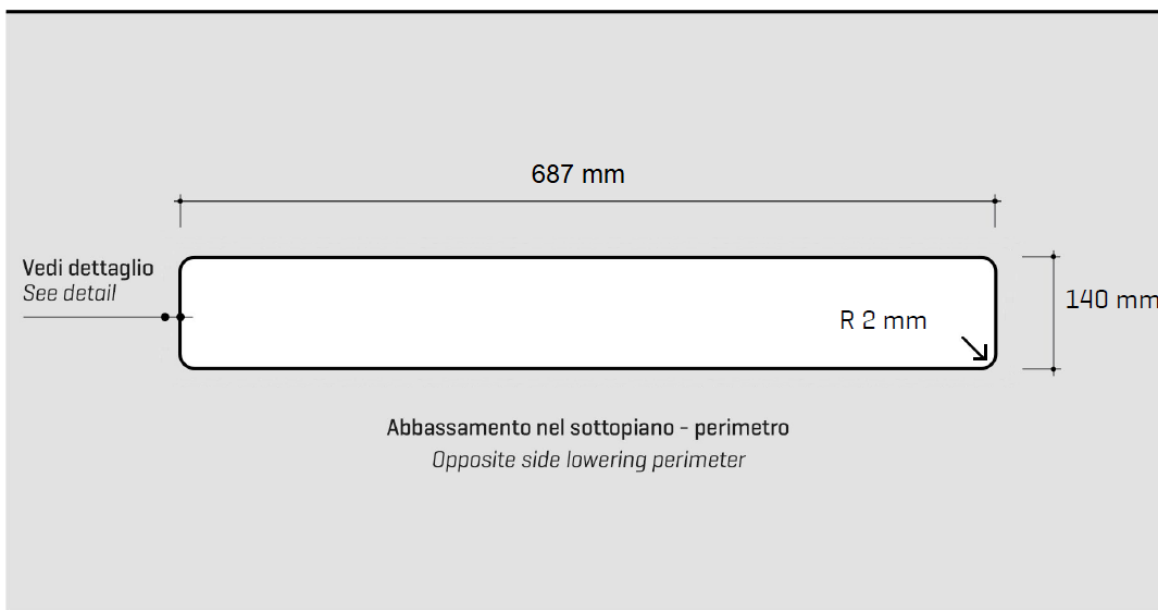 687 mm
Vedi dettaglio
See detail
140 mm
R 2 mm
Abbassamento nel sottopiano - perimetro
Opposite side lowering perimeter